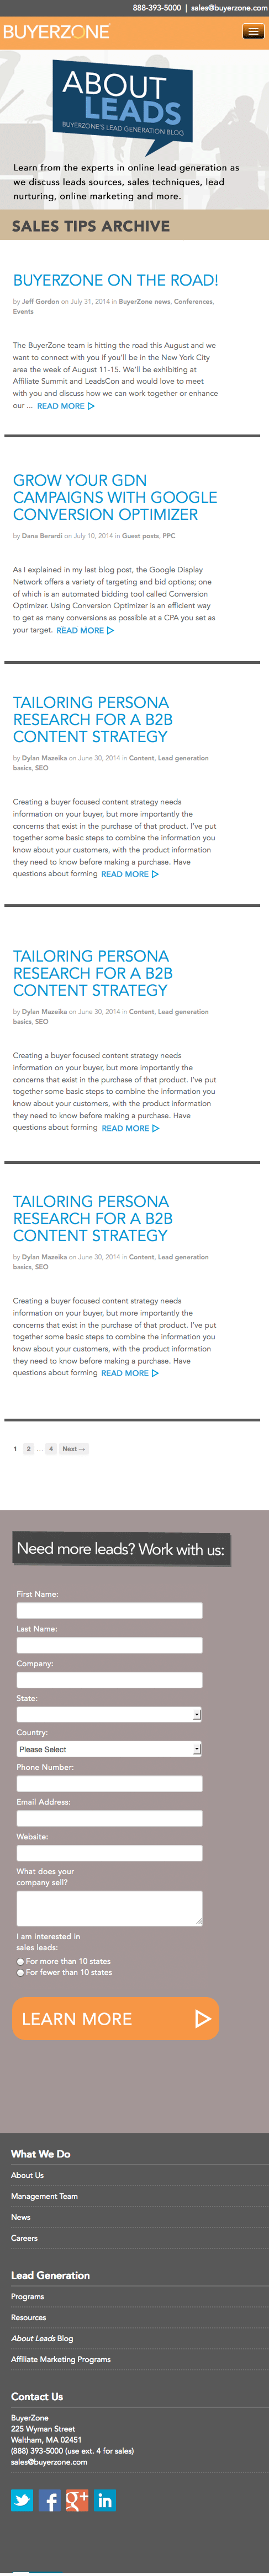 888-393-5000 | sales@buyerzone.com
BUYERZONE
ABOUT
LEADS
BUYERZONE'S LEAD GENERATION BLOG
Learn from the experts in online lead generation as
we discuss leads sources, sales techniques, lead
nurturing, online marketing and more.
SALES TIPS ARCHIVE
BUYERZONE ON THE ROAD!
by Jeff Gordon on July 31, 2014 in BuyerZone news, Conferences,
Events
The BuyerZone team is hitting the road this August and we
want to connect with you if you'll be in the New York City
area the week of August 11-15. We'll be exhibiting at
Affiliate Summit and LeadsCon and would love to meet
with you and discuss how we can work together or enhance
our ... READ MORE
GROW YOUR GDN
CAMPAIGNS WITH GOOGLE
CONVERSION OPTIMIZER
by Dana Berardi on July 10, 2014 in Guest posts, PPC
As I explained in my last blog post, the Google Display
Network offers a variety of targeting and bid options; one
of which is an automated bidding tool called Conversion
Optimizer. Using Conversion Optimizer is an efficient way
to get as many conversions as possible at a CPA you set as
your target. READ MORE
TAILORING PERSONA
RESEARCH FOR A B2B
CONTENT STRATEGY
by Dylan Mazeika on June 30, 2014 in Content, Lead generation
basics, SEO
Creating a buyer focused content strategy needs
information on your buyer, but more importantly the
concerns that exist in the purchase of that product. I've put
together some basic steps to combine the information you
know about your customers, with the product information
they need to know before making a purchase. Have
questions about forming READ MORE
TAILORING PERSONA
RESEARCH FOR A B2B
CONTENT STRATEGY
by Dylan Mazeika on June 30, 2014 in Content, Lead generation
basics, SEO
Creating a buyer focused content strategy needs
information on your buyer, but more importantly the
concerns that exist in the purchase of that product. I've put
together some basic steps to combine the information you
know about your customers, with the product information
they need to know before making a purchase. Have
questions about forming READ MORE
TAILORING PERSONA
RESEARCH FOR A B2B
CONTENT STRATEGY
by Dylan Mazeika on June 30, 2014 in Content, Lead generation
basics, SEO
Creating a buyer focused content strategy needs
information on your buyer, but more importantly the
concerns that exist in the purchase of that product. I've put
together some basic steps to combine the information you
know about your customers, with the product information
they need to know before making a purchase. Have
questions about forming READ MORE
1 2 ... 4 Next →
Need more leads? Work with us:
First Name:
Last Name:
Company:
State:
Country:
Please Select
Phone Number:
Email Address:
Website:
What does your
company sell?
I am interested in
sales leads:
For more than 10 states
For fewer than 10 states
LEARN MORE
What We Do
About Us
Management Team
News
Careers
Lead Generation
Programs
Resources
About Leads Blog
Affiliate Marketing Programs
Contact Us
BuyerZone
225 Wyman Street
Waltham, MA 02451
(888) 393-5000 (use ext. 4 for sales)
sales@buyerzone.com